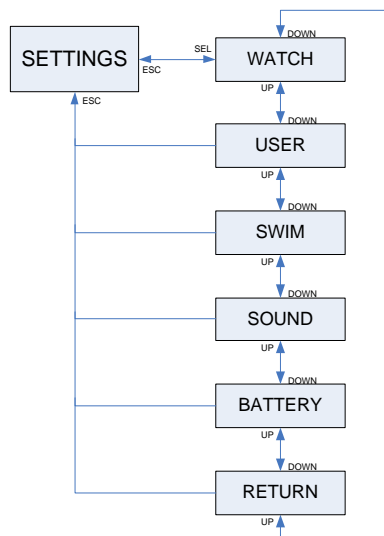 DOWN
SETTINGS
SEL
ESC
WATCH
ESC
UP
DOWN
USER
UP
DOWN
SWIM
UP
DOWN
SOUND
UP
DOWN
BATTERY
UP
DOWN
RETURN
UP